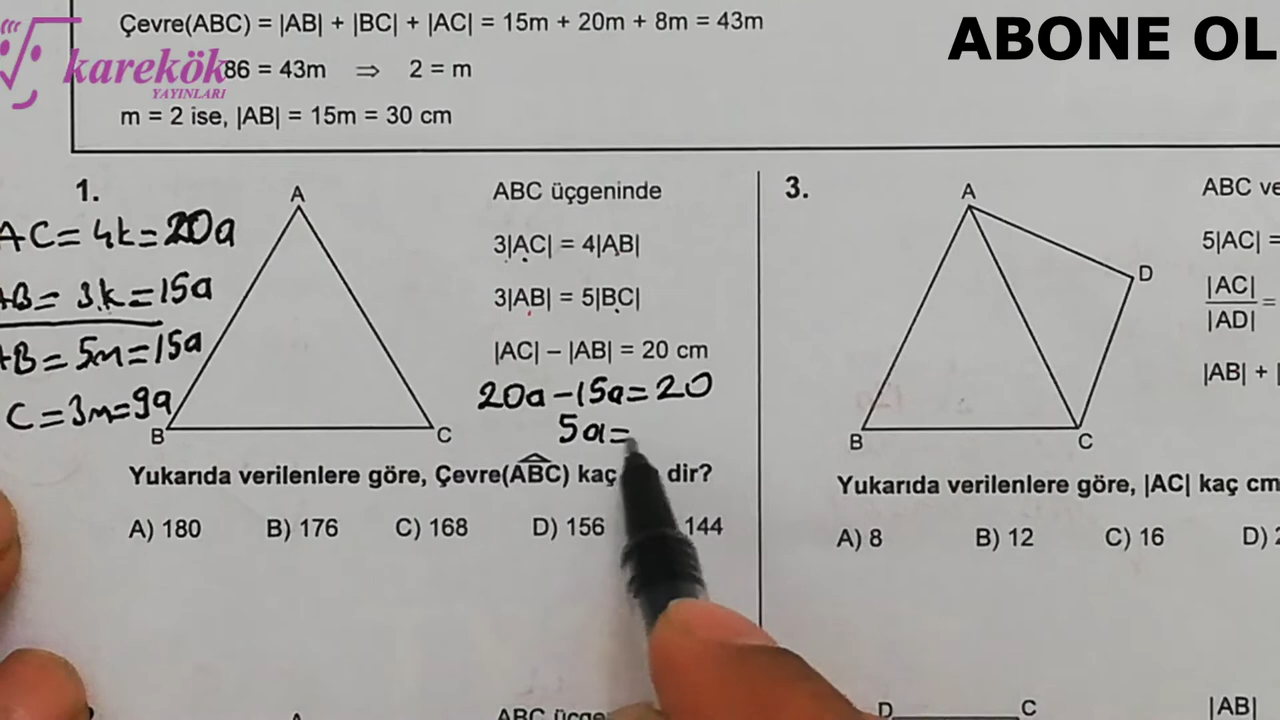 Çevre(ABC) = |AB| + |BC| + |AC| = 15m + 20m + 8m = 43m
ABONE OL
karekök
YAYINLARI
86 = 43m ⇒ 2 = m
m = 2 ise, |AB| = 15m = 30 cm
1.
A
B
C
AC = 4k = 20a
AB = 3k = 15a
AB = 5m = 15a
C = 3m = 9a
ABC üçgeninde
3|AC| = 4|AB|
3|AB| = 5|BC|
|AC| – |AB| = 20 cm
20a – 15a = 20
5a =
Yukarıda verilenlere göre, Çevre(ABC) kaç dir?
A) 180 B) 176 C) 168 D) 156 144
3.
A
D
B
C
ABC ve
5|AC| =
|AC|
|AD|
=
|AB| +
Yukarıda verilenlere göre, |AC| kaç cm
A) 8 B) 12 C) 16 D)
A
ABC
D
C
|AB|